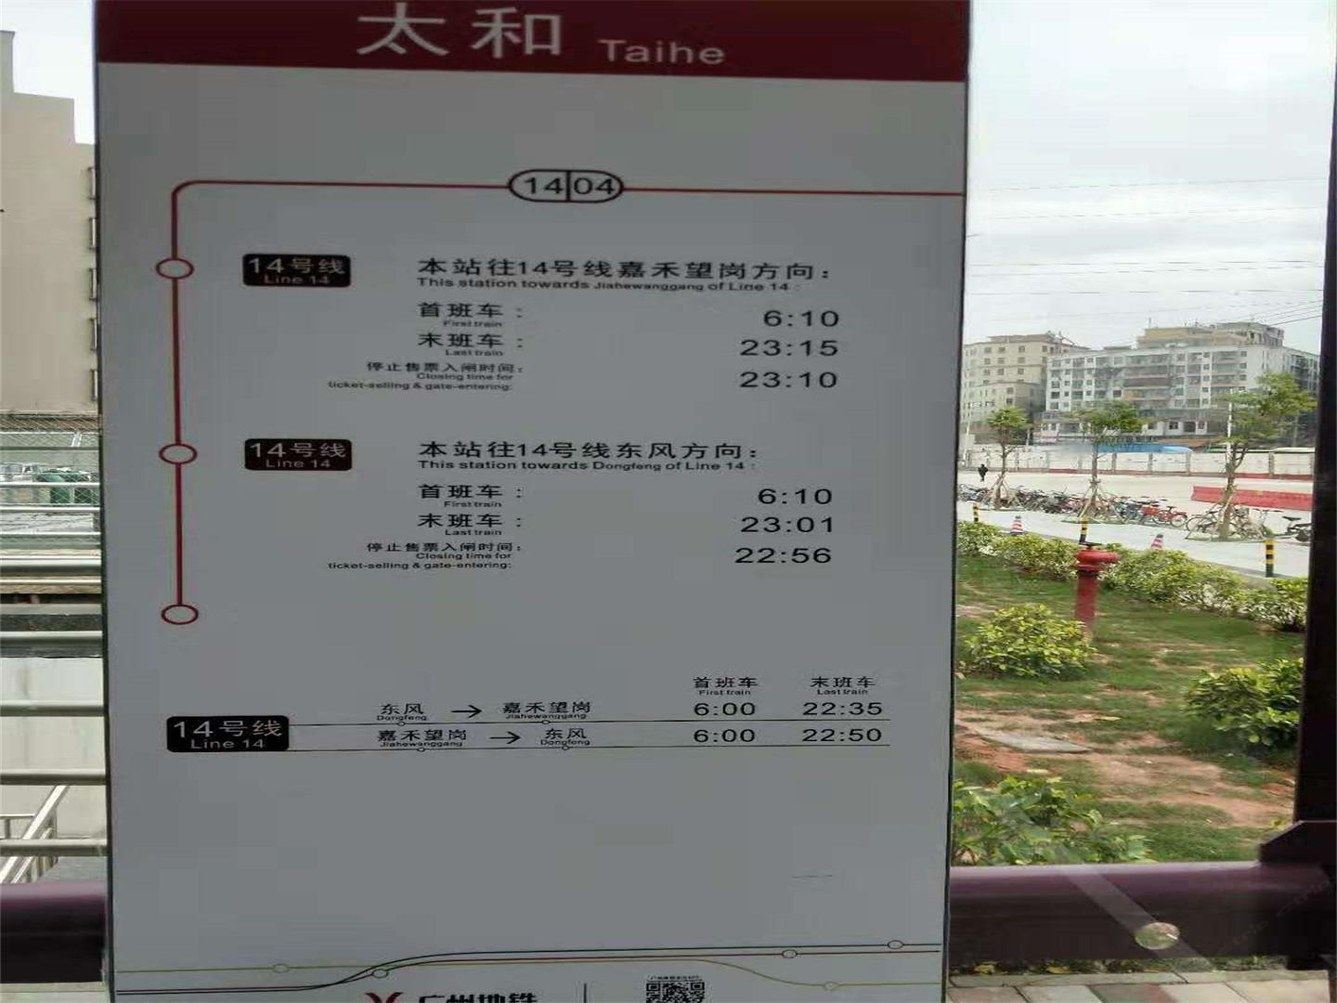 太和 Taihe
14 04
14号线
Line 14
本站往14号线嘉禾望岗方向:
This station towards Jiahewanggang of Line 14 :
首班车 : 6:10
First train
末班车 : 23:15
Last train
停止售票入闸时间: 23:10
Closing time for
ticket-selling & gate-entering:
14号线
Line 14
本站往14号线东风方向:
This station towards Dongfeng of Line 14 :
首班车 : 6:10
First train
末班车 : 23:01
Last train
停止售票入闸时间: 22:56
Closing time for
ticket-selling & gate-entering:
首班车 末班车
First train Last train
14号线
Line 14
东风 → 嘉禾望岗 6:00 22:35
Dongfeng Jiahewanggang
嘉禾望岗 → 东风 6:00 22:50
Jiahewanggang Dongfeng
广州地铁